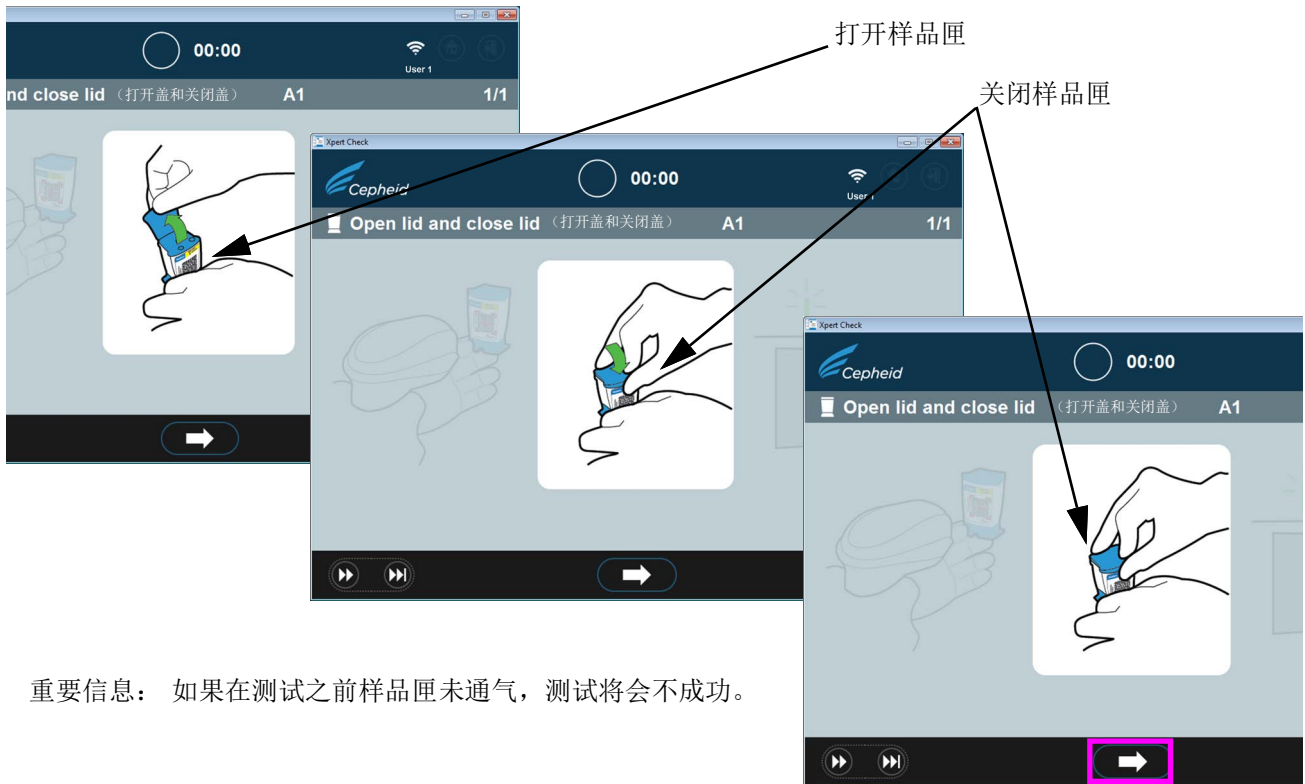 打开样品匣
关闭样品匣
00:00
User 1
nd close lid （打开盖和关闭盖） A1 1/1
Xpert Check
Cepheid
00:00
User 1
Open lid and close lid （打开盖和关闭盖） A1 1/1
Xpert Check
Cepheid
00:00
Open lid and close lid （打开盖和关闭盖） A1
重要信息： 如果在测试之前样品匣未通气，测试将会不成功。